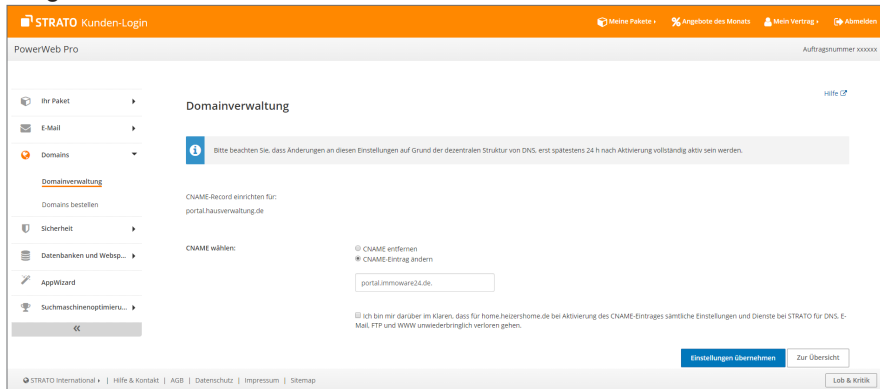 STRATO Kunden-Login
Meine Pakete
Angebote des Monats
Mein Vertrag
Abmelden
PowerWeb Pro
Auftragsnummer xxxxxx
Hilfe
Ihr Paket
E-Mail
Domains
Domainverwaltung
Domains bestellen
Sicherheit
Datenbanken und Websp...
AppWizard
Suchmaschinenoptimieru...
«
Domainverwaltung
Bitte beachten Sie, dass Änderungen an diesen Einstellungen auf Grund der dezentralen Struktur von DNS, erst spätestens 24 h nach Aktivierung vollständig aktiv sein werden.
CNAME-Record einrichten für:
portal.hausverwaltung.de
CNAME wählen:
CNAME entfernen
CNAME-Eintrag ändern
portal.immoware24.de.
Ich bin mir darüber im Klaren, dass für home.heizershome.de bei Aktivierung des CNAME-Eintrages sämtliche Einstellungen und Dienste bei STRATO für DNS, E-
Mail, FTP und WWW unwiederbringlich verloren gehen.
Einstellungen übernehmen
Zur Übersicht
STRATO International | Hilfe & Kontakt | AGB | Datenschutz | Impressum | Sitemap
Lob & Kritik